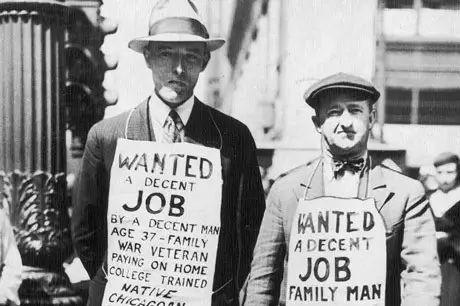 WANTED
A DECENT
JOB
BY A DECENT MAN
AGE 37-FAMILY
WAR VETERAN
PAYING ON HOME
COLLEGE TRAINED
NATIVE
CHICAGOAN
WANTED
A DECENT
JOB
FAMILY MAN